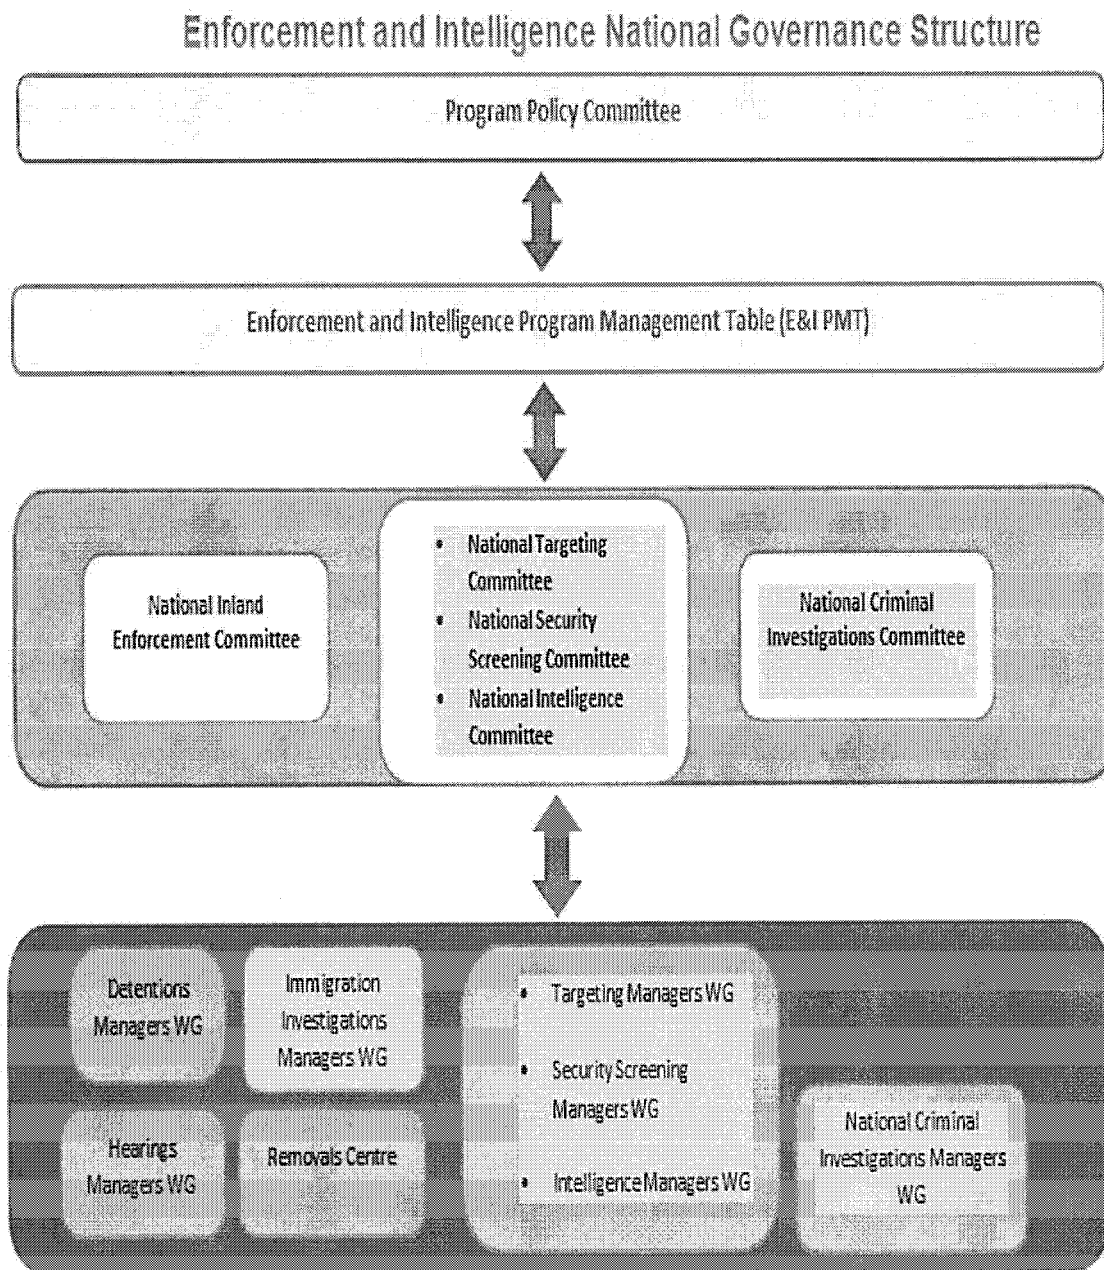 Enforcement and Intelligence National Governance Structure
Program Policy Committee
Enforcement and Intelligence Program Management Table (E&I PMT)
National Inland
Enforcement Committee
• National Targeting
Committee
• National Security
Screening Committee
• National Intelligence
Committee
National Criminal
Investigations Committee
Detentions
Managers WG
Immigration
Investigations
Managers WG
Hearings
Managers WG
Removals Centre
• Targeting Managers WG
• Security Screening
Managers WG
• Intelligence Managers WG
National Criminal
Investigations Managers
WG